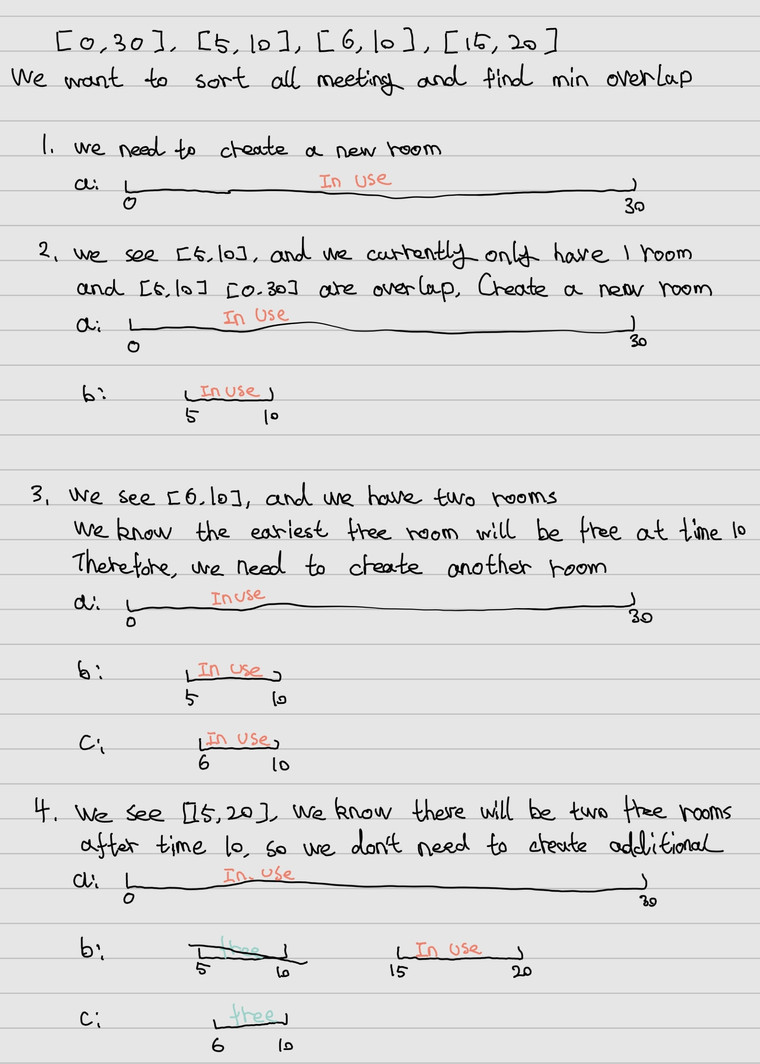 [0,30], [5,10], [6,10], [15,20]
We want to sort all meeting and find min overlap
1. we need to create a new room
a: In Use
0 30
2, we see [5,10], and we currently only have 1 room
and [5,10] [0.30] are overlap, Create a new room
a: In Use
0 30
b: In use
5 10
3, we see [6.10], and we have two rooms
we know the eariest free room will be free at time 10
Therefore, we need to create another room
a: In use
0 30
b: In use
5 10
C: In use
6 10
4. we see [15,20], we know there will be two free rooms
after time 10, so we don't need to create additional
a: In use
0 30
b: free In use
5 10 15 20
C: free
6 10